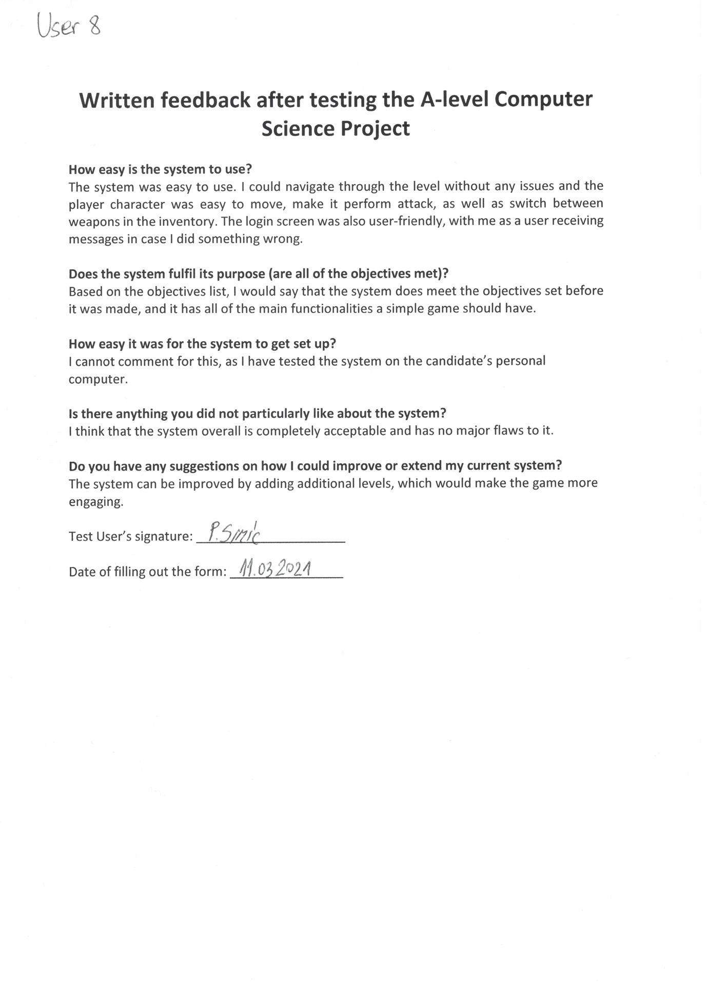 User 8
Written feedback after testing the A-level Computer
Science Project
How easy is the system to use?
The system was easy to use. I could navigate through the level without any issues and the
player character was easy to move, make it perform attack, as well as switch between
weapons in the inventory. The login screen was also user-friendly, with me as a user receiving
messages in case I did something wrong.
Does the system fulfil its purpose (are all of the objectives met)?
Based on the objectives list, I would say that the system does meet the objectives set before
it was made, and it has all of the main functionalities a simple game should have.
How easy it was for the system to get set up?
I cannot comment for this, as I have tested the system on the candidate’s personal
computer.
Is there anything you did not particularly like about the system?
I think that the system overall is completely acceptable and has no major flaws to it.
Do you have any suggestions on how I could improve or extend my current system?
The system can be improved by adding additional levels, which would make the game more
engaging.
Test User’s signature: P.
Date of filling out the form: 11.03 2021